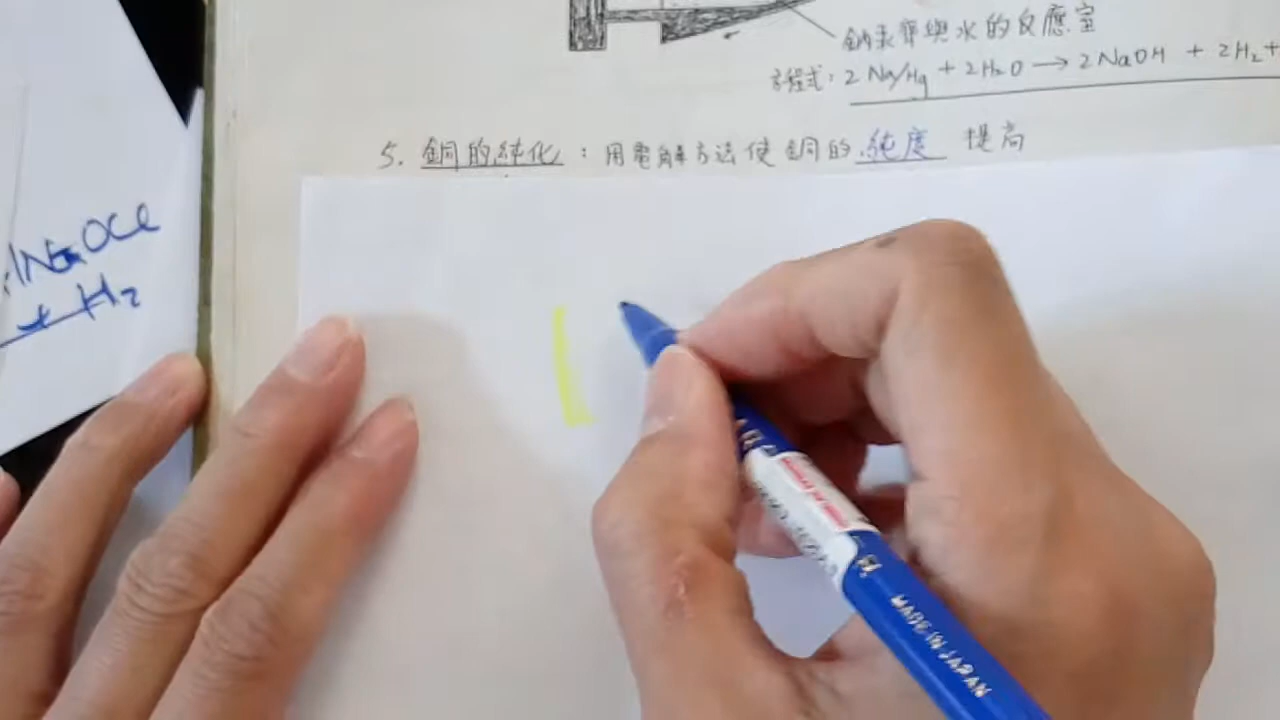 鈉汞齊與水的反應室
方程式: 2 Na/Hg + 2H₂O → 2NaOH + 2H₂ +
5. 銅的純化 : 用電解方法使銅的 純度 提高
NaOCl
+ H₂
MADE IN JAPAN